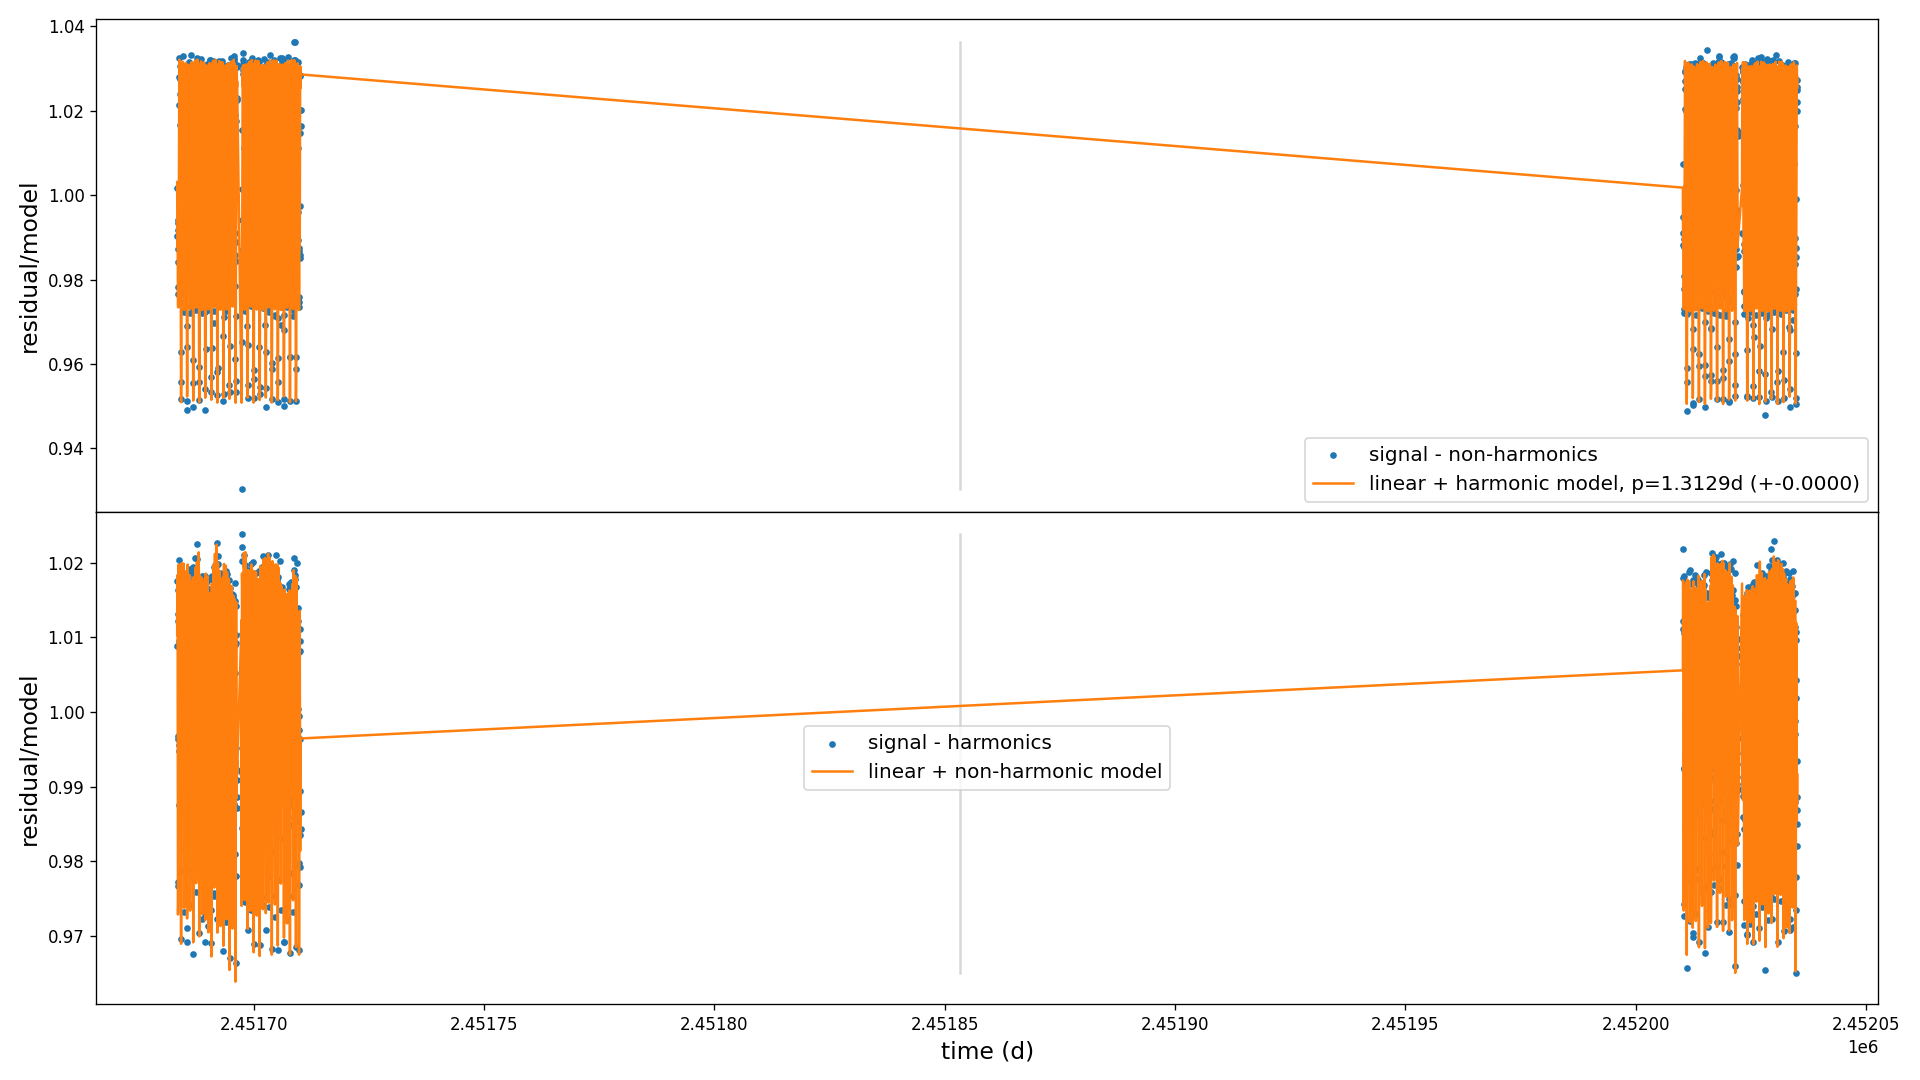 1.04
1.02
1.00
0.98
0.96
0.94
residual/model
signal - non-harmonics
linear + harmonic model, p=1.3129d (+-0.0000)
1.02
1.01
1.00
0.99
0.98
0.97
residual/model
signal - harmonics
linear + non-harmonic model
2.45170 2.45175 2.45180 2.45185 2.45190 2.45195 2.45200 2.45205
time (d)
1e6